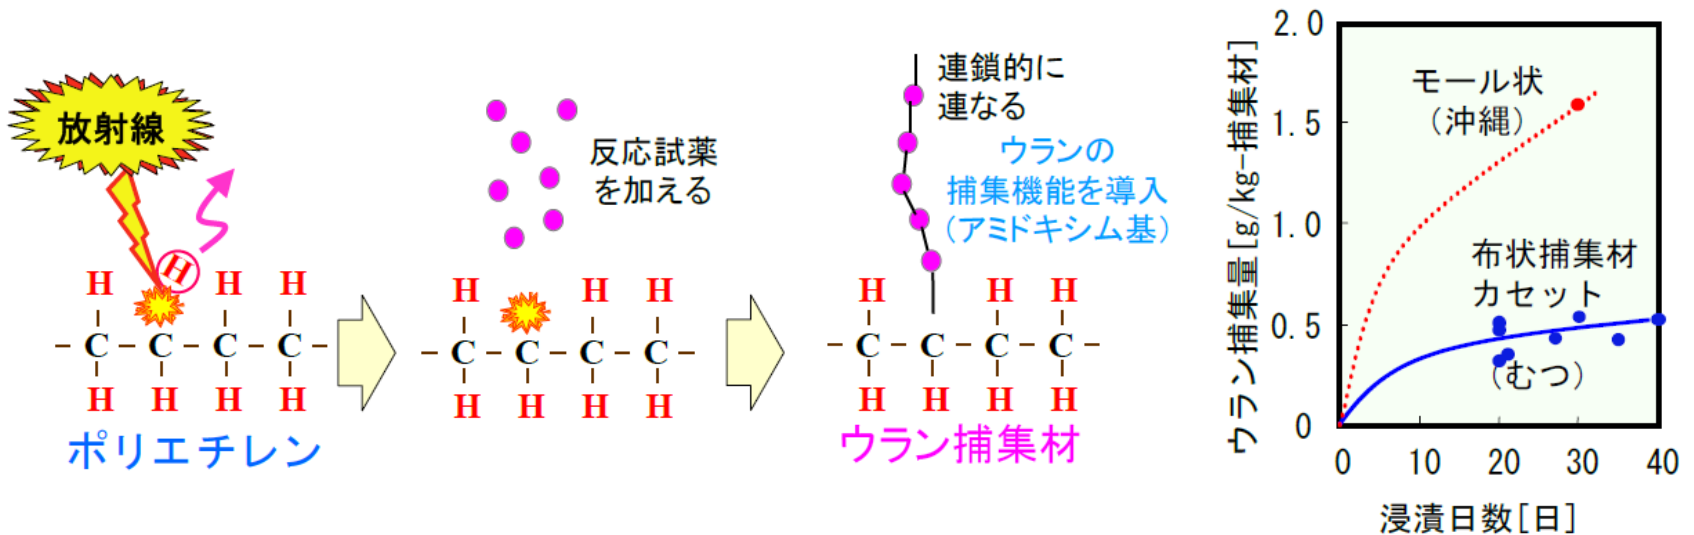 放射線
H
H H H
- C - C - C - C -
H H H H
ポリエチレン
反応試薬
を加える
H H H
- C - C - C - C -
H H H H
連鎖的に
連なる
ウランの
捕集機能を導入
(アミドキシム基)
H H H
- C - C - C - C -
H H H H
ウラン捕集材
ウラン捕集量[g/kg-捕集材]
2.0
1.5
1.0
0.5
0
モール状
(沖縄)
布状捕集材
カセット
(むつ)
0 10 20 30 40
浸漬日数[日]